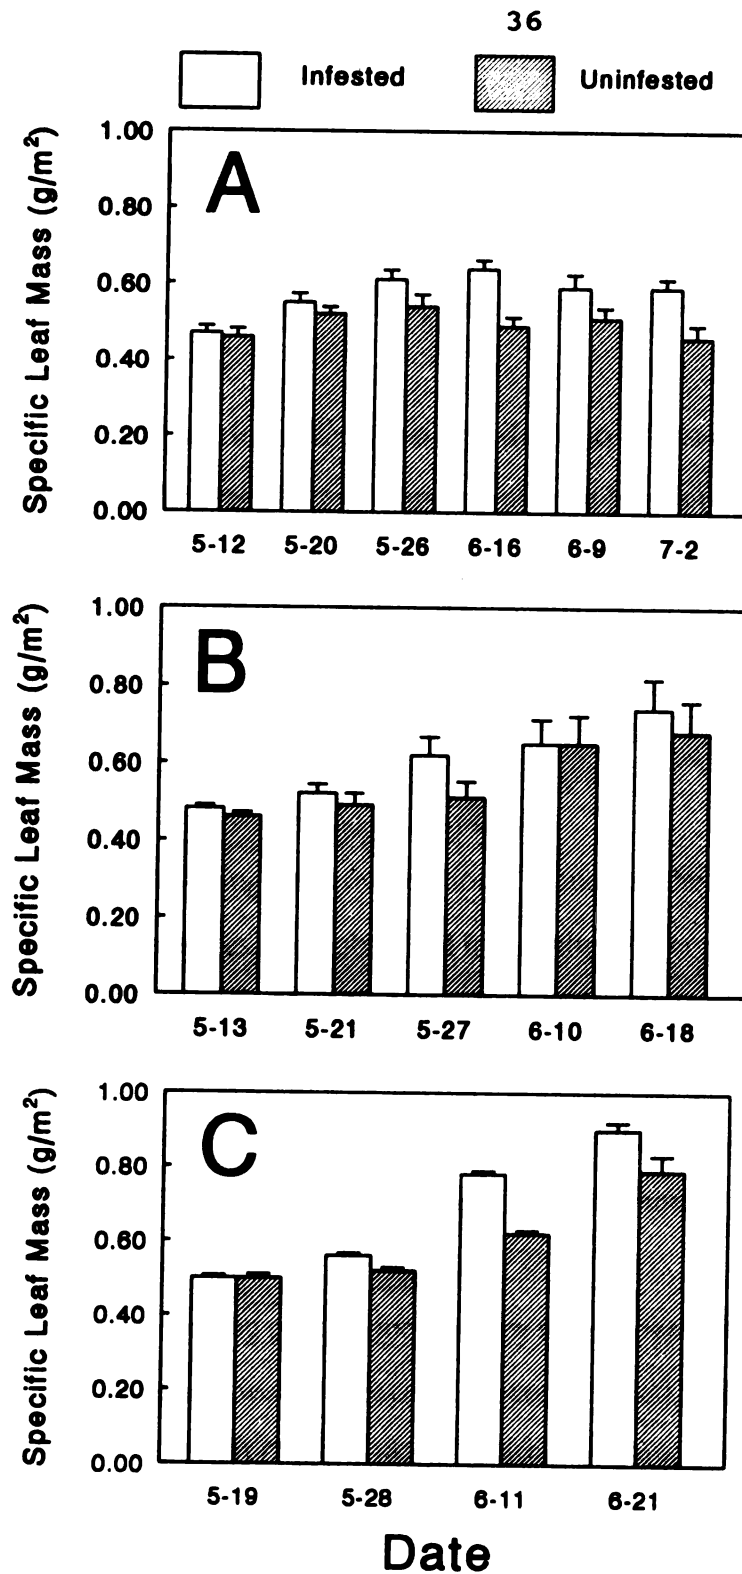 36
Infested Uninfested
Specific Leaf Mass (g/m²)
1.00
0.80
0.60
0.40
0.20
0.00
A
5-12 5-20 5-26 6-16 6-9 7-2
Specific Leaf Mass (g/m²)
1.00
0.80
0.60
0.40
0.20
0.00
B
5-13 5-21 5-27 6-10 6-18
Specific Leaf Mass (g/m²)
1.00
0.80
0.60
0.40
0.20
0.00
C
5-19 5-28 6-11 6-21
Date